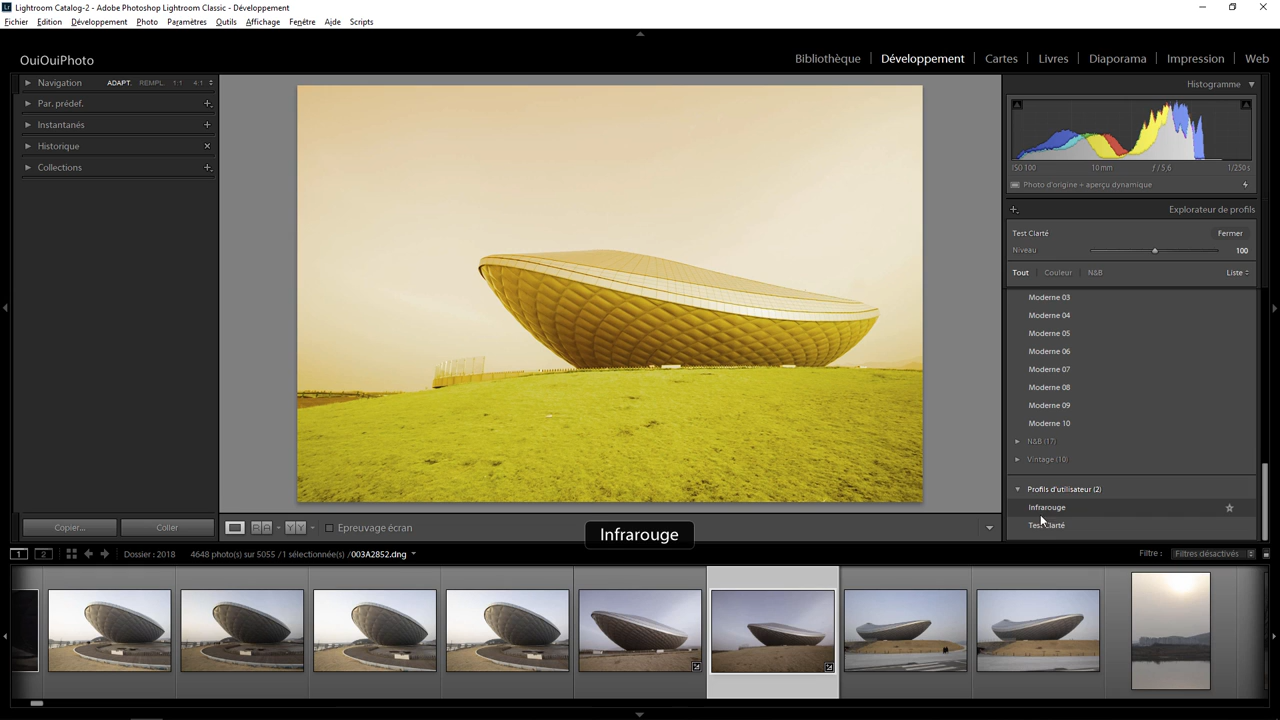 Lightroom Catalog-2 - Adobe Photoshop Lightroom Classic - Développement
Fichier Edition Développement Photo Paramètres Outils Affichage Fenêtre Aide Scripts
OuiOuiPhoto
Bibliothèque | Développement | Cartes | Livres | Diaporama | Impression | Web
Navigation ADAPT. REMPL. 1:1 4:1
Par. prédef.
Instantanés
Historique
Collections
Histogramme
ISO 100 10 mm ƒ / 5,6 1/250 s
Photo d'origine + aperçu dynamique
Explorateur de profils
Test Clarté Fermer
Niveau 100
Tout Couleur N&B Liste
Moderne 03
Moderne 04
Moderne 05
Moderne 06
Moderne 07
Moderne 08
Moderne 09
Moderne 10
N&B (17)
Vintage (10)
Profils d'utilisateur (2)
Infrarouge
Test Clarté
Copier... Coller
Epreuvage écran
Infrarouge
1 2 Dossier : 2018 4648 photo(s) sur 5055 / 1 sélectionnée(s) / 003A2852.dng
Filtre : Filtres désactivés